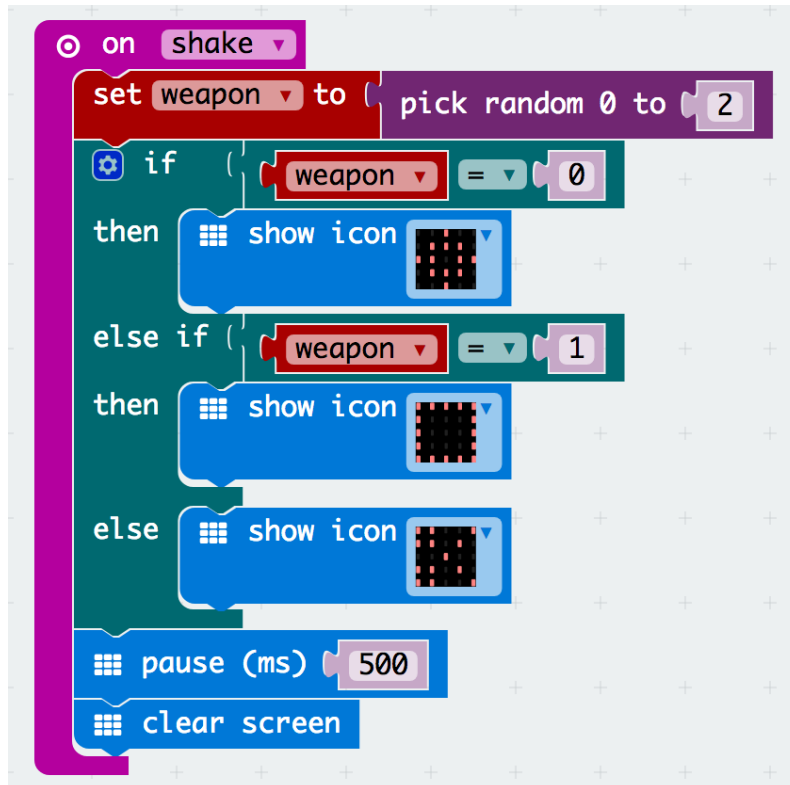 on shake
set weapon to pick random 0 to 2
if weapon = 0
then show icon
else if weapon = 1
then show icon
else show icon
pause (ms) 500
clear screen